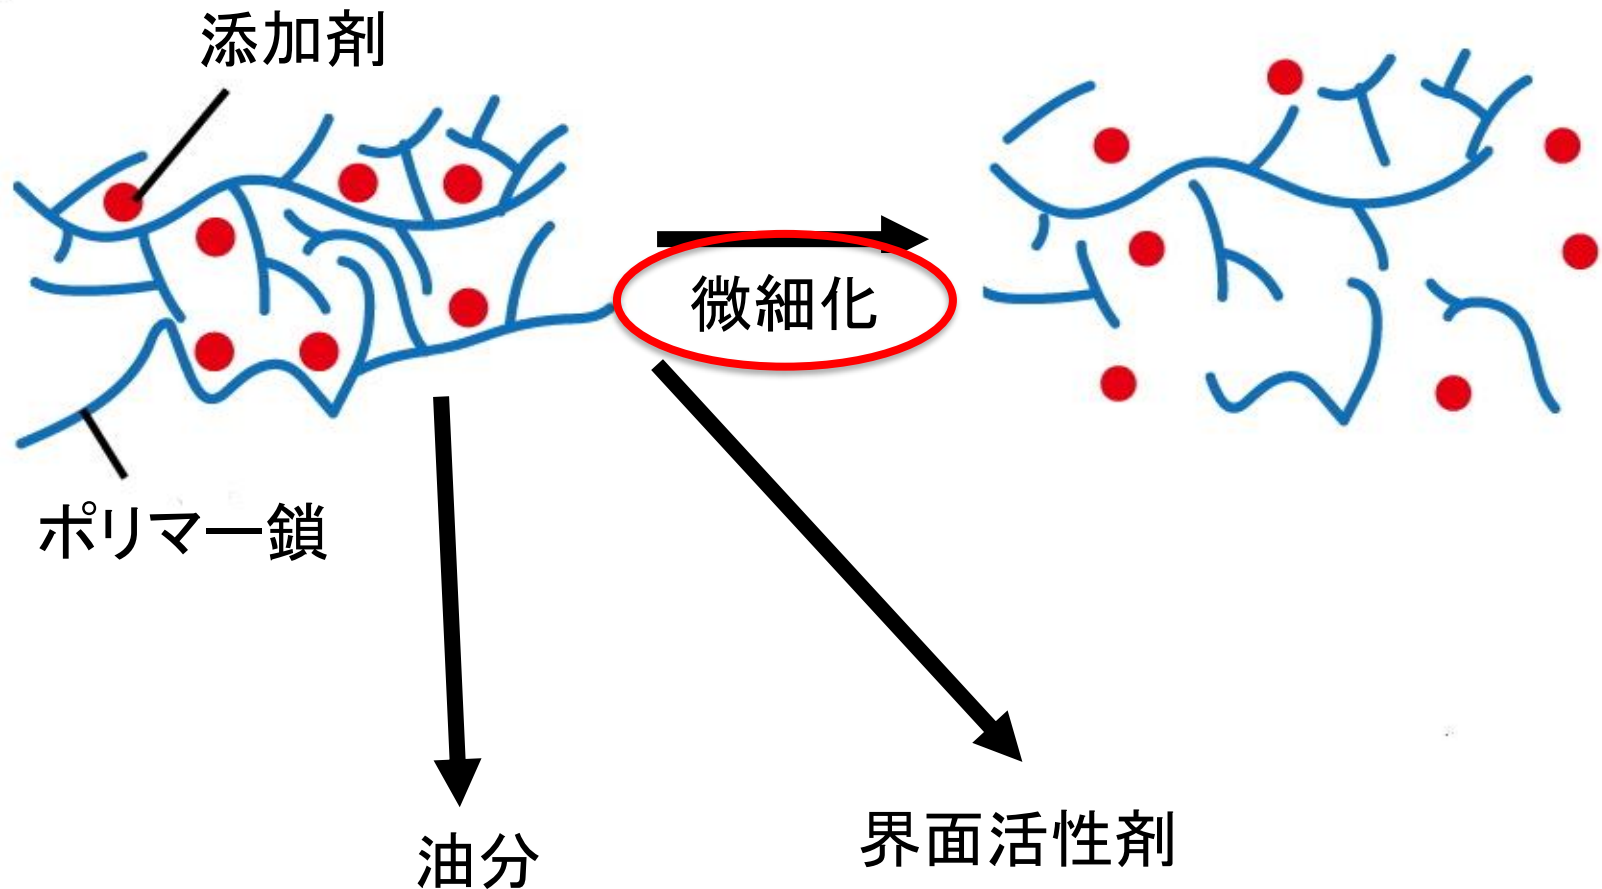 添加剤
微細化
ポリマー鎖
油分
界面活性剤